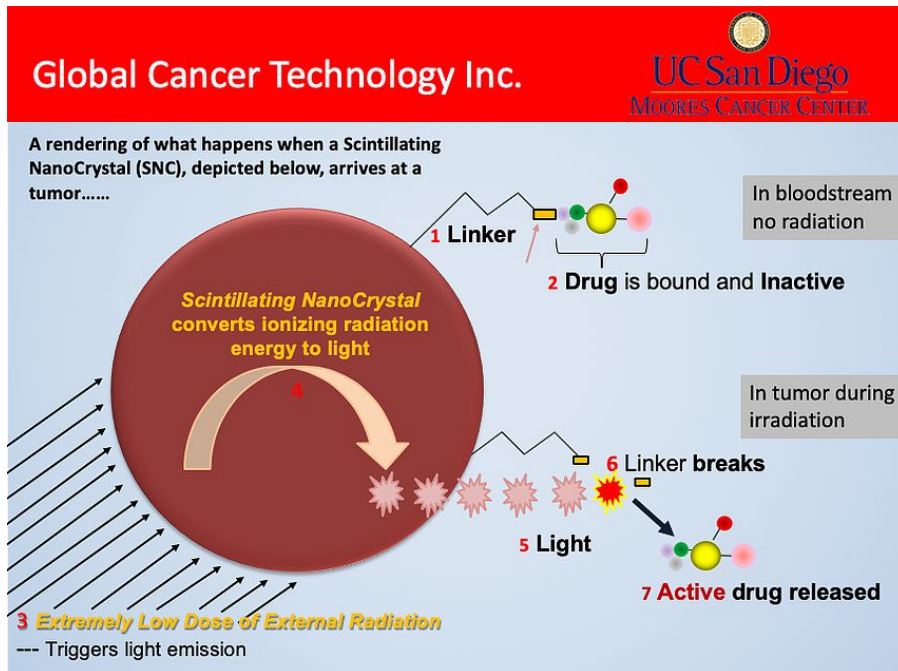 Global Cancer Technology Inc.
UC San Diego
MOORES CANCER CENTER
A rendering of what happens when a Scintillating
NanoCrystal (SNC), depicted below, arrives at a
tumor……
In bloodstream
no radiation
1 Linker
2 Drug is bound and Inactive
Scintillating NanoCrystal
converts ionizing radiation
energy to light
4
In tumor during
irradiation
6 Linker breaks
5 Light
7 Active drug released
3 Extremely Low Dose of External Radiation
--- Triggers light emission